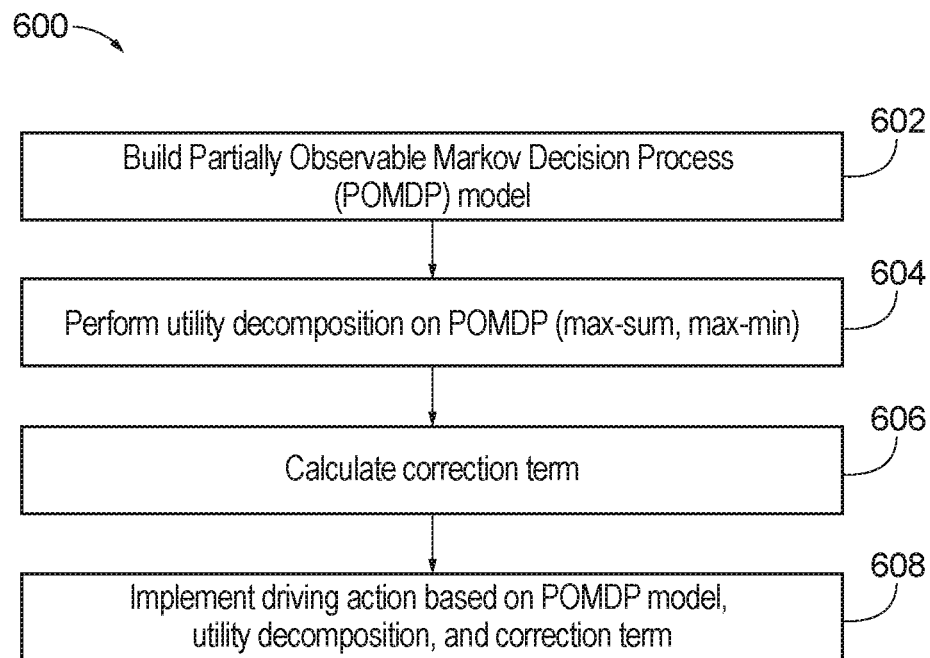 600
602
Build Partially Observable Markov Decision Process
(POMDP) model
604
Perform utility decomposition on POMDP (max-sum, max-min)
606
Calculate correction term
608
Implement driving action based on POMDP model,
utility decomposition, and correction term